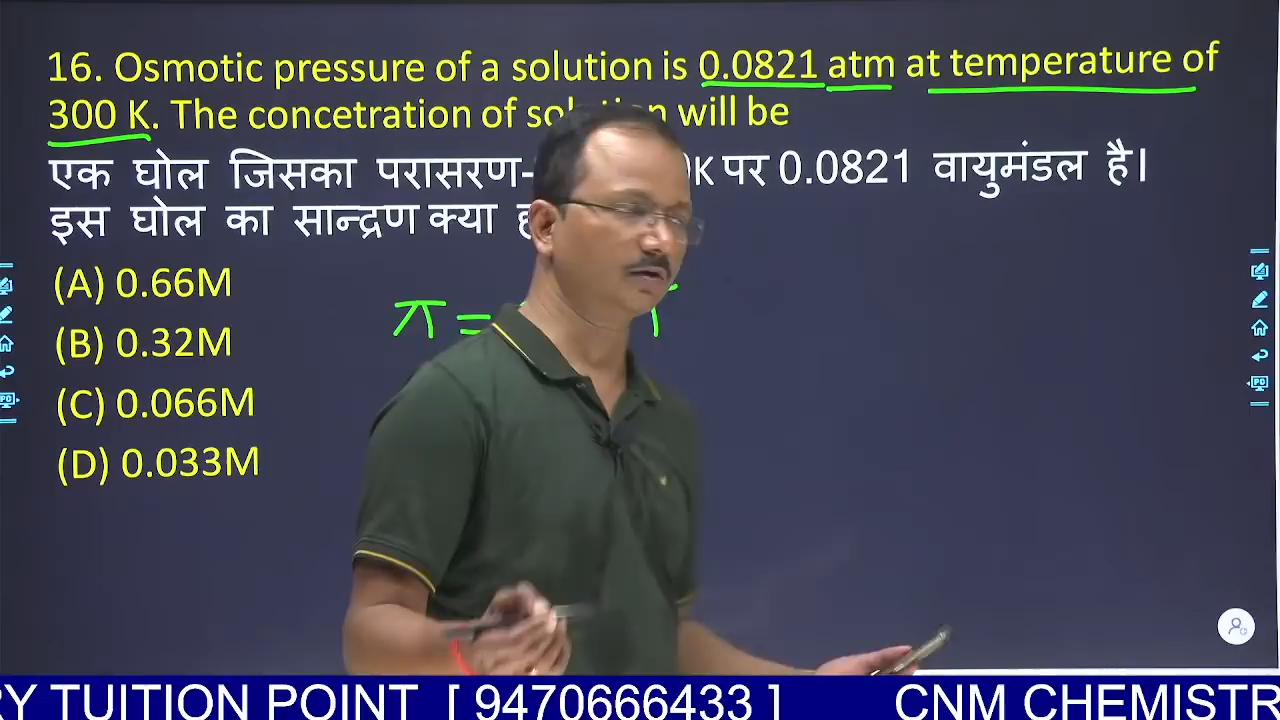 16. Osmotic pressure of a solution is 0.0821 atm at temperature of
300 K. The concetration of solution will be
एक घोल जिसका परासरण- K पर 0.0821 वायुमंडल है।
इस घोल का सान्द्रण क्या
(A) 0.66M
(B) 0.32M
π =
(C) 0.066M
(D) 0.033M
RY TUITION POINT [ 9470666433 ] CNM CHEMISTR